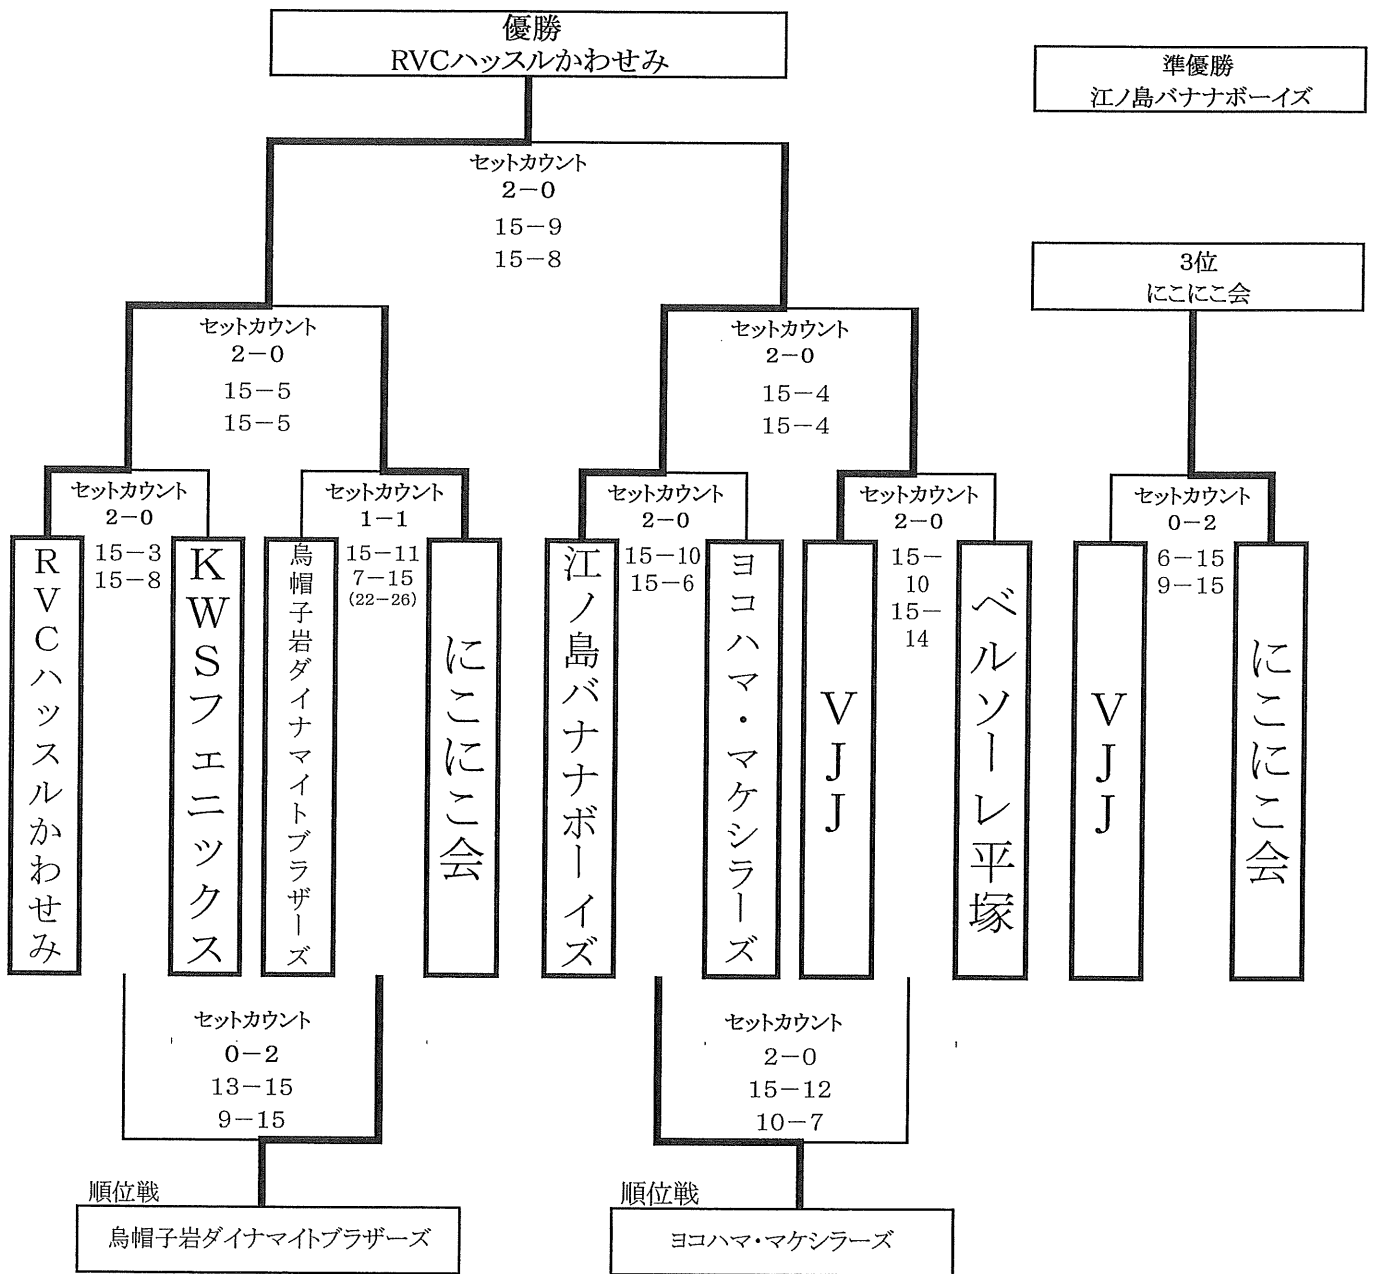 優勝
RVCハッスルかわせみ
準優勝
江ノ島バナナボーイズ
セットカウント
2-0
15-9
15-8
3位
にこにこ会
セットカウント
2-0
15-5
15-5
セットカウント
2-0
15-4
15-4
セットカウント
2-0
15-3
15-8
セットカウント
1-1
15-11
7-15
(22-26)
セットカウント
2-0
15-10
15-6
セットカウント
2-0
15-
10
15-
14
セットカウント
0-2
6-15
9-15
RVCハッスルかわせみ
KWSフェニックス
烏帽子岩ダイナマイトブラザーズ
にこにこ会
江ノ島バナナボーイズ
ヨコハマ・マケシラーズ
VJJ
ベルソーレ平塚
VJJ
にこにこ会
セットカウント
0-2
13-15
9-15
セットカウント
2-0
15-12
10-7
順位戦
烏帽子岩ダイナマイトブラザーズ
順位戦
ヨコハマ・マケシラーズ